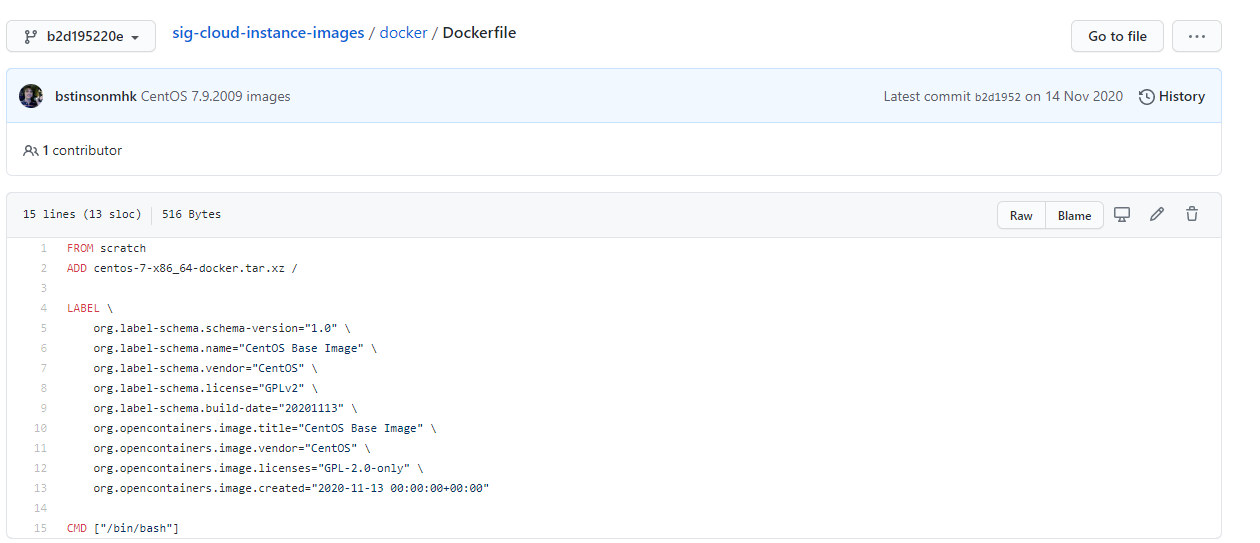 b2d195220e
sig-cloud-instance-images / docker / Dockerfile
Go to file
...
bstinsonmhk CentOS 7.9.2009 images
Latest commit b2d1952 on 14 Nov 2020
History
1 contributor
15 lines (13 sloc) 516 Bytes
Raw
Blame
1 FROM scratch
2 ADD centos-7-x86_64-docker.tar.xz /
3
4 LABEL \
5     org.label-schema.schema-version="1.0" \
6     org.label-schema.name="CentOS Base Image" \
7     org.label-schema.vendor="CentOS" \
8     org.label-schema.license="GPLv2" \
9     org.label-schema.build-date="20201113" \
10     org.opencontainers.image.title="CentOS Base Image" \
11     org.opencontainers.image.vendor="CentOS" \
12     org.opencontainers.image.licenses="GPL-2.0-only" \
13     org.opencontainers.image.created="2020-11-13 00:00:00+00:00"
14
15 CMD ["/bin/bash"]